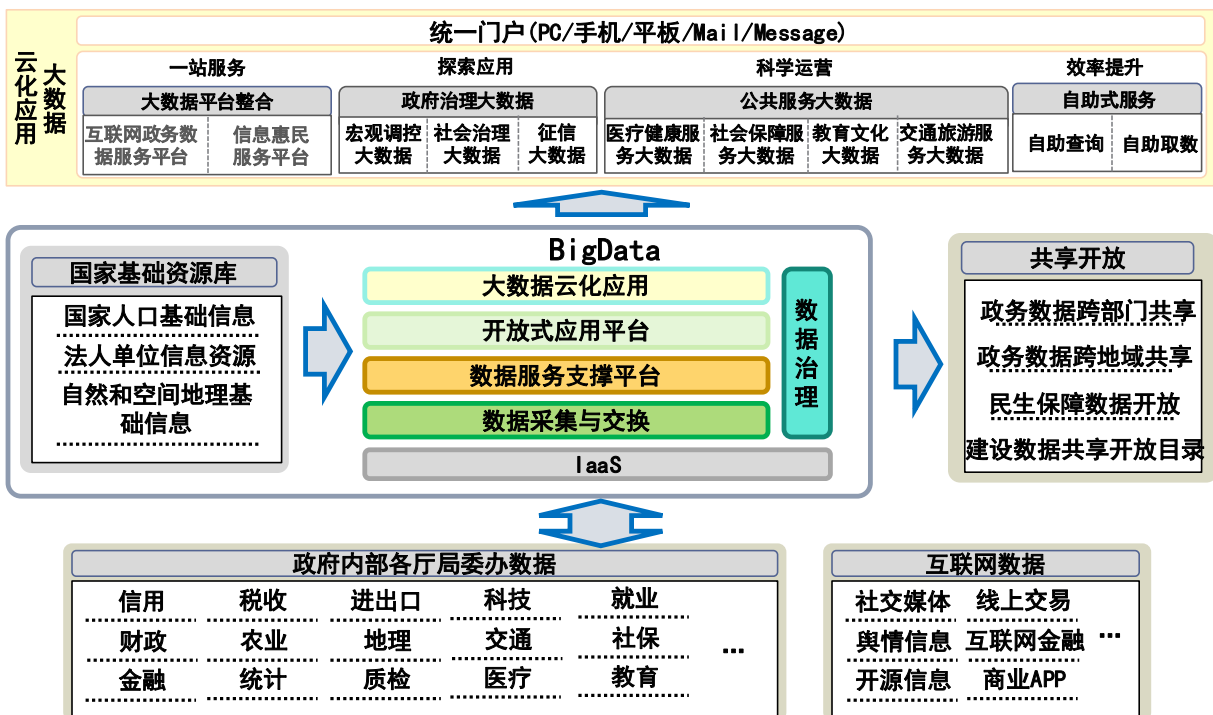 统一门户(PC/手机/平板/Mail/Message)
大数据
云化应用
一站服务
探索应用
科学运营
效率提升
大数据平台整合
政府治理大数据
公共服务大数据
自助式服务
互联网政务数
据服务平台
信息惠民
服务平台
宏观调控
大数据
社会治理
大数据
征信
大数据
医疗健康服
务大数据
社会保障服
务大数据
教育文化
大数据
交通旅游服
务大数据
自助查询
自助取数
国家基础资源库
国家人口基础信息
法人单位信息资源
自然和空间地理基
础信息
BigData
大数据云化应用
开放式应用平台
数据服务支撑平台
数据采集与交换
数据治理
IaaS
共享开放
政务数据跨部门共享
政务数据跨地域共享
民生保障数据开放
建设数据共享开放目录
政府内部各厅局委办数据
信用 税收 进出口 科技 就业
财政 农业 地理 交通 社保 …
金融 统计 质检 医疗 教育
互联网数据
社交媒体 线上交易
舆情信息 互联网金融 …
开源信息 商业APP